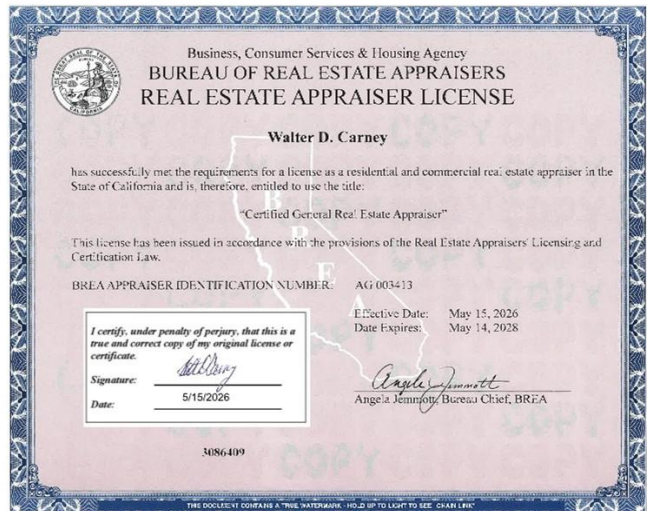 Business, Consumer Services & Housing Agency
BUREAU OF REAL ESTATE APPRAISERS
REAL ESTATE APPRAISER LICENSE
Walter D. Carney
has successfully met the requirements for a license as a residential and commercial real estate appraiser in the
State of California and is, therefore, entitled to use the title:
"Certified General Real Estate Appraiser"
This license has been issued in accordance with the provisions of the Real Estate Appraisers' Licensing and
Certification Law.
BREA APPRAISER IDENTIFICATION NUMBER: AG 003413
Effective Date: May 15, 2026
Date Expires: May 14, 2028
I certify, under penalty of perjury, that this is a
true and correct copy of my original license or
certificate.
Signature:
Date: 5/15/2026
Angela Jemmott
Angela Jemmott, Bureau Chief, BREA
3086409
B
R
E
A
COPY
THIS DOCUMENT CONTAINS A TRUE WATERMARK - HOLD UP TO LIGHT TO SEE "CHAIN LINK"